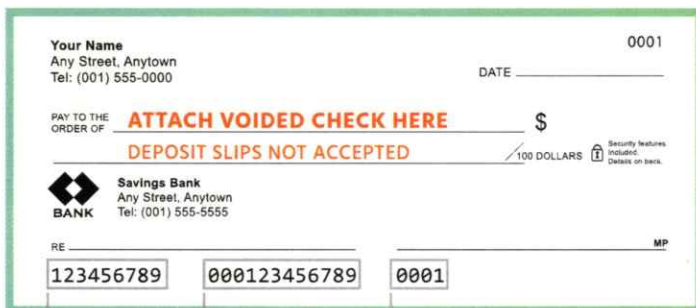 Your Name
0001
Any Street, Anytown
Tel: (001) 555-0000
DATE
PAY TO THE
ORDER OF
ATTACH VOIDED CHECK HERE
$
DEPOSIT SLIPS NOT ACCEPTED
/100 DOLLARS
Security features
Included.
Details on back.
Savings Bank
Any Street, Anytown
Tel: (001) 555-5555
BANK
RE
MP
123456789 000123456789 0001